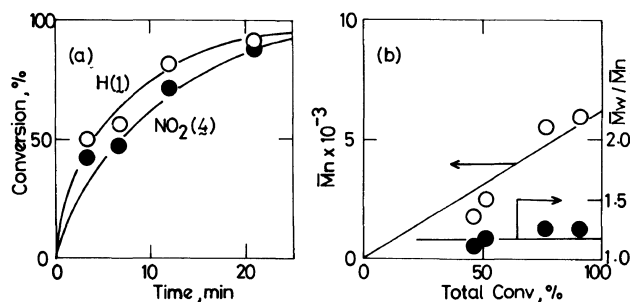 100
50
0
(a)
H(1)
NO2(4)
Conversion, %
0
10
20
Time, min
10
5
0
(b)
M̄n x 10⁻³
0
50
100
Total Conv, %
2.0
1.5
1.0
M̄w / M̄n